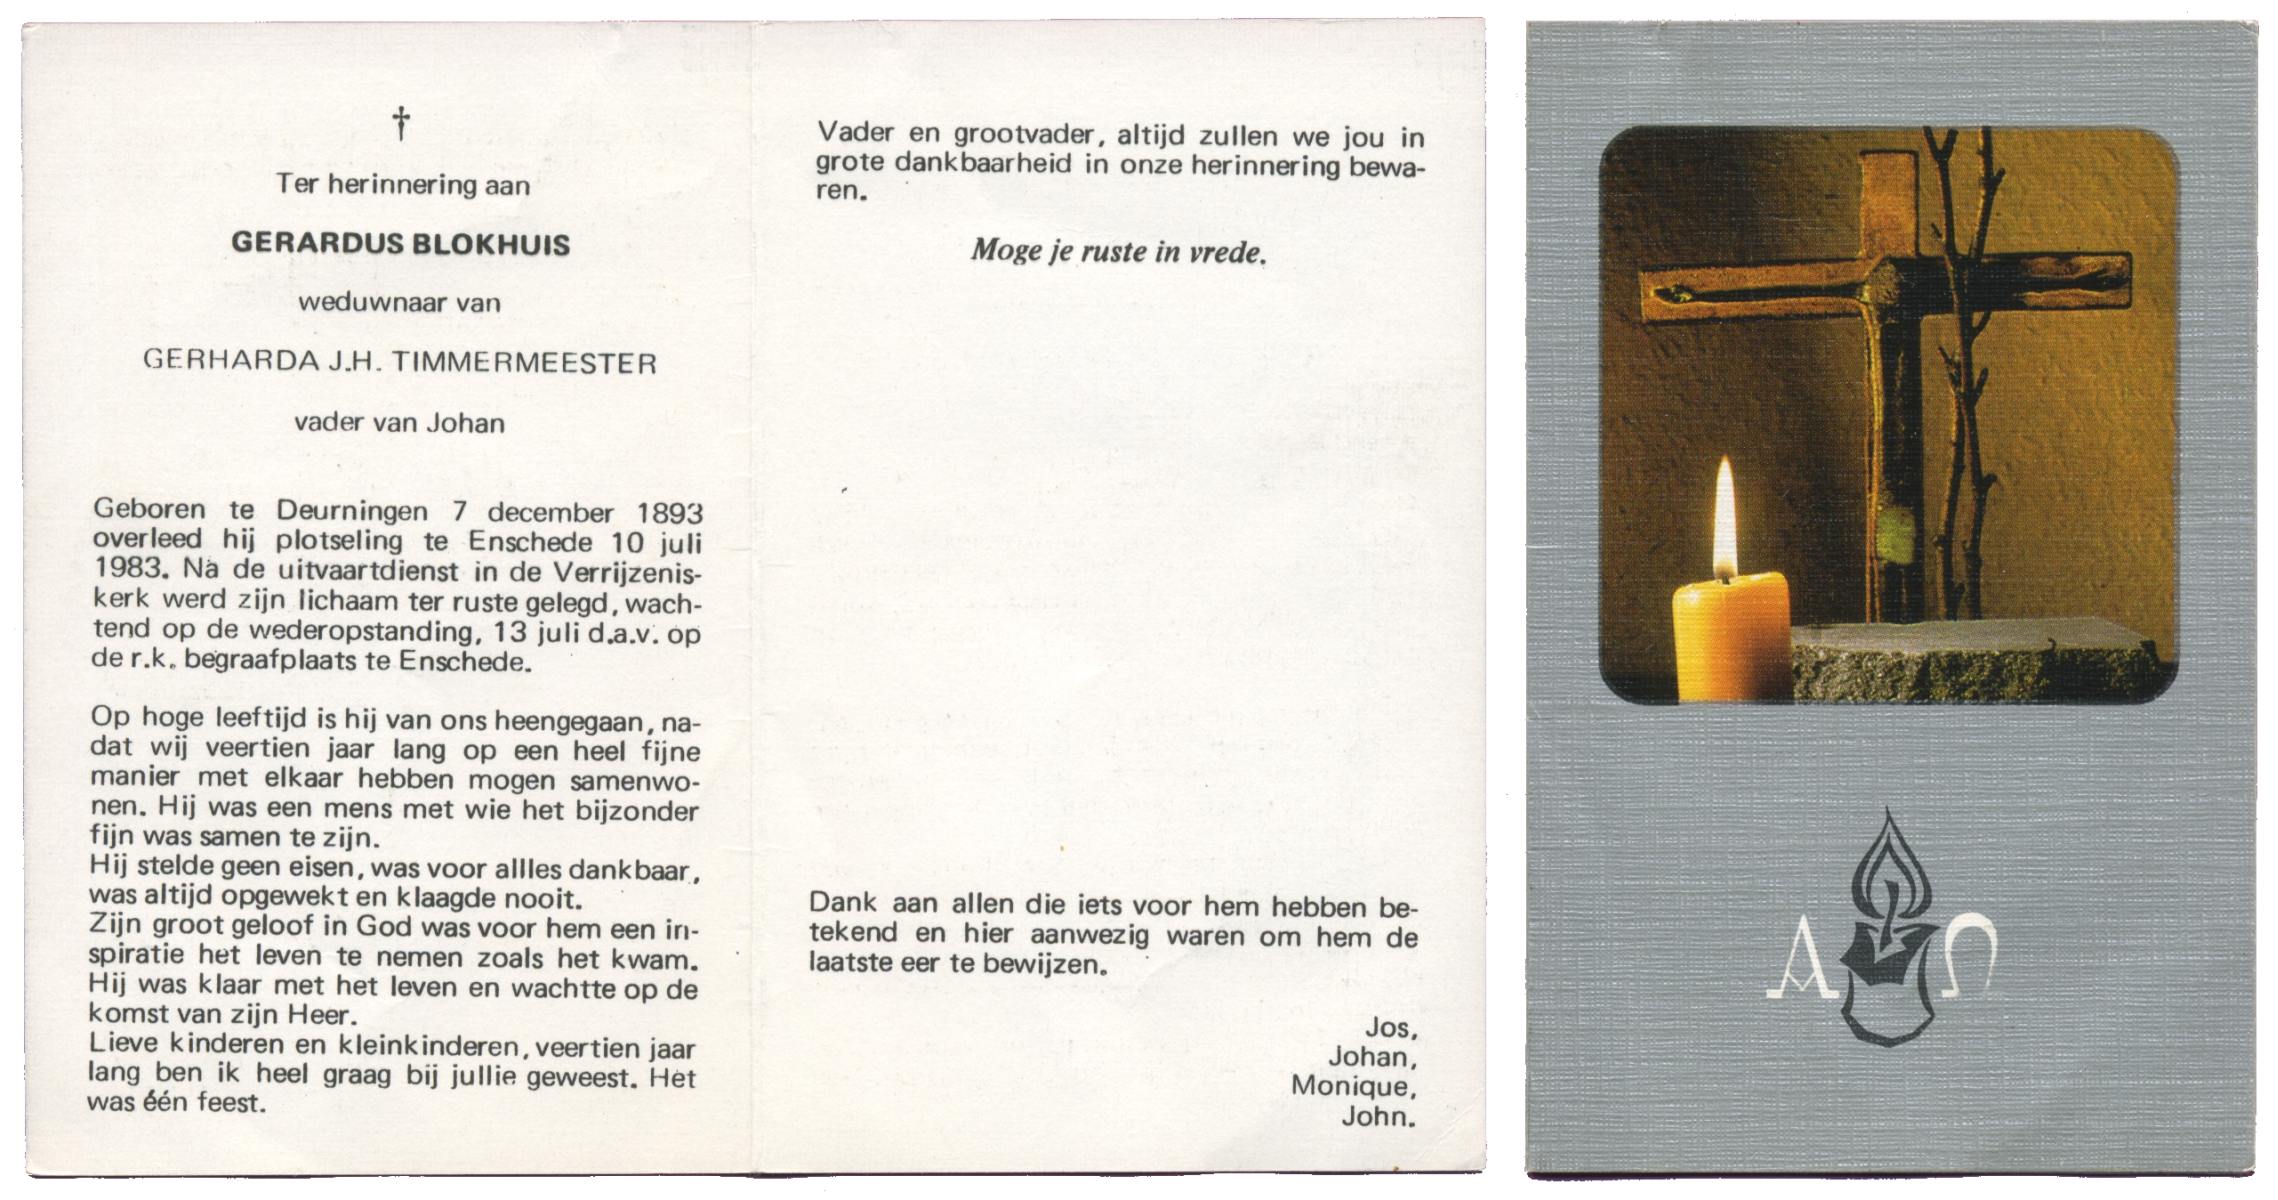 †
Ter herinnering aan
GERARDUS BLOKHUIS
weduwnaar van
GERHARDA J.H. TIMMERMEESTER
vader van Johan
Geboren te Deurningen 7 december 1893
overleed hij plotseling te Enschede 10 juli
1983. Na de uitvaartdienst in de Verrijzenis-
kerk werd zijn lichaam ter ruste gelegd, wach-
tend op de wederopstanding, 13 juli d.a.v. op
de r.k. begraafplaats te Enschede.
Op hoge leeftijd is hij van ons heengegaan, na-
dat wij veertien jaar lang op een heel fijne
manier met elkaar hebben mogen samenwo-
nen. Hij was een mens met wie het bijzonder
fijn was samen te zijn.
Hij stelde geen eisen, was voor allles dankbaar,
was altijd opgewekt en klaagde nooit.
Zijn groot geloof in God was voor hem een in-
spiratie het leven te nemen zoals het kwam.
Hij was klaar met het leven en wachtte op de
komst van zijn Heer.
Lieve kinderen en kleinkinderen, veertien jaar
lang ben ik heel graag bij jullie geweest. Het
was één feest.
Vader en grootvader, altijd zullen we jou in
grote dankbaarheid in onze herinnering bewa-
ren.
Moge je ruste in vrede.
Dank aan allen die iets voor hem hebben be-
tekend en hier aanwezig waren om hem de
laatste eer te bewijzen.
Jos,
Johan,
Monique,
John.
A Ω